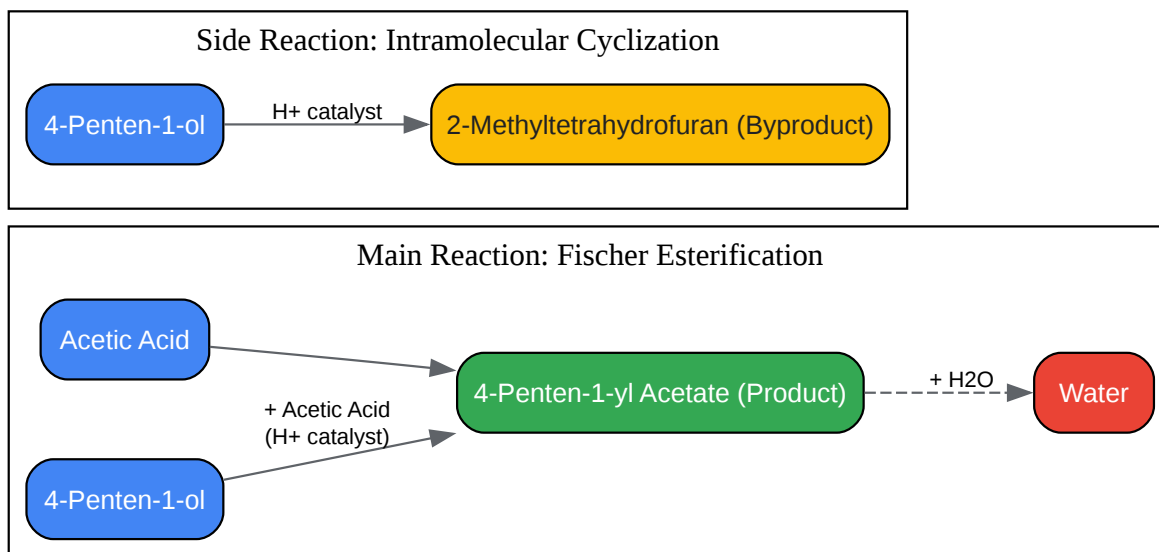 Side Reaction: Intramolecular Cyclization
4-Penten-1-ol
H+ catalyst
2-Methyltetrahydrofuran (Byproduct)
Main Reaction: Fischer Esterification
Acetic Acid
+ Acetic Acid
(H+ catalyst)
4-Penten-1-ol
4-Penten-1-yl Acetate (Product)
+ H2O
Water